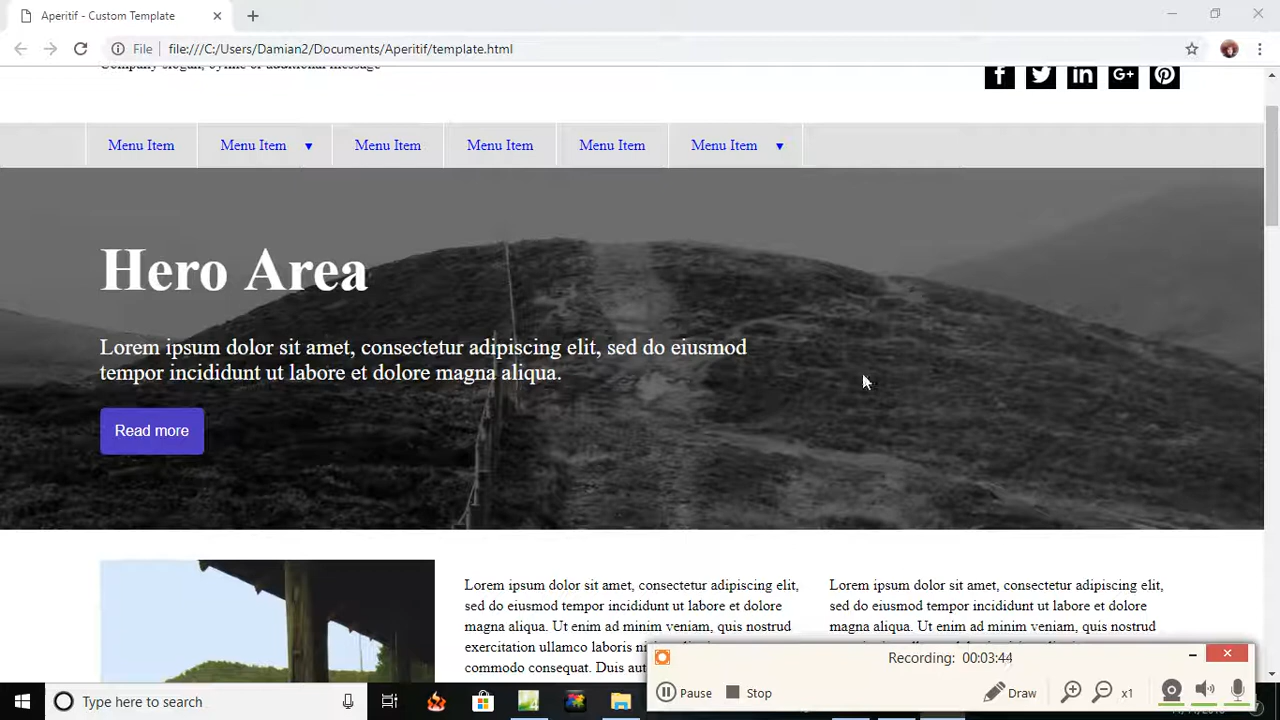 Aperitif - Custom Template
File file:///C:/Users/Damian2/Documents/Aperitif/template.html
Company slogan, byline or additional message
Menu Item Menu Item ▼ Menu Item Menu Item Menu Item Menu Item ▼
Hero Area
Lorem ipsum dolor sit amet, consectetur adipiscing elit, sed do eiusmod
tempor incididunt ut labore et dolore magna aliqua.
Read more
Lorem ipsum dolor sit amet, consectetur adipiscing elit,
sed do eiusmod tempor incididunt ut labore et dolore
magna aliqua. Ut enim ad minim veniam, quis nostrud
exercitation ullamco laboris
commodo consequat. Duis aut
Lorem ipsum dolor sit amet, consectetur adipiscing elit,
sed do eiusmod tempor incididunt ut labore et dolore
magna aliqua. Ut enim ad minim veniam, quis nostrud
Recording: 00:03:44
Pause Stop Draw x1
Type here to search